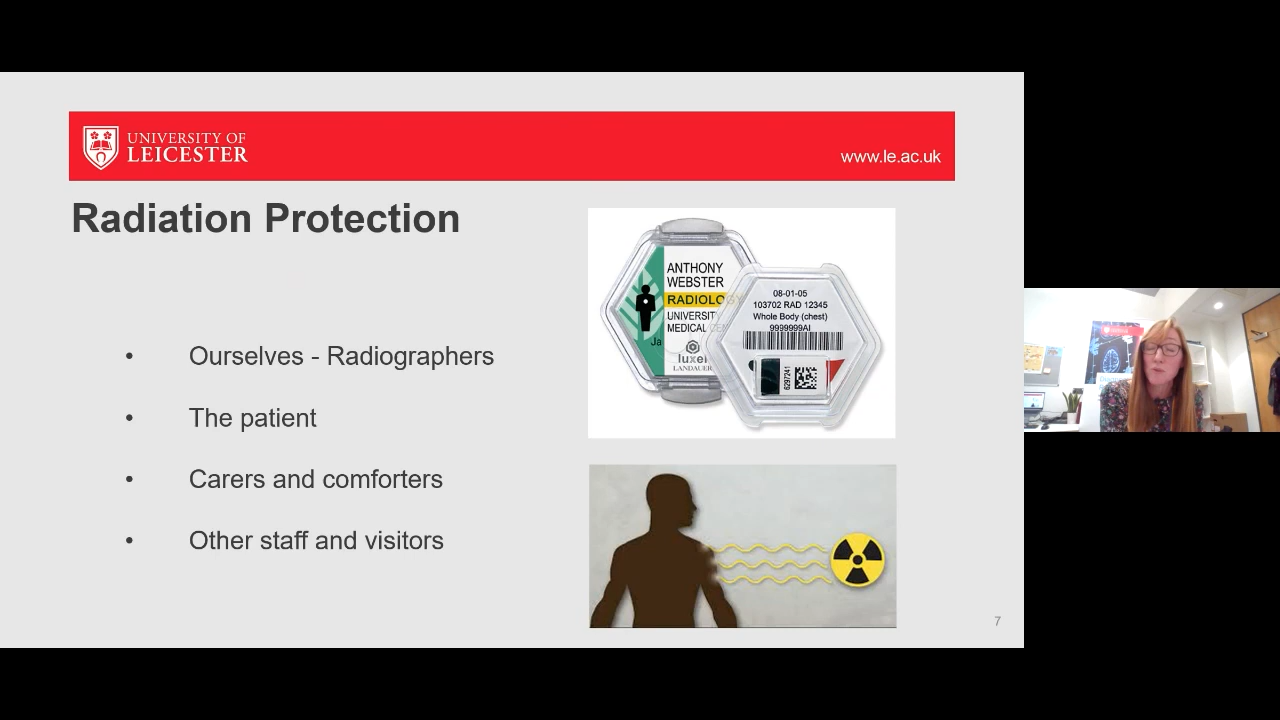 UNIVERSITY OF
LEICESTER
www.le.ac.uk
Radiation Protection
• Ourselves - Radiographers
• The patient
• Carers and comforters
• Other staff and visitors
ANTHONY
WEBSTER
RADIOLOGY
UNIVERSITY
MEDICAL
Ja
luxel
LANDAUER
08-01-05
103702 RAD 12345
Whole Body (chest)
9999999AI
6297241
7